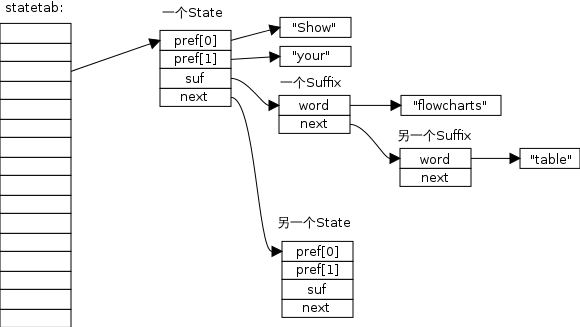 statetab:
一个State
pref[0]
pref[1]
suf
next
"Show"
"your"
一个Suffix
word
next
"flowcharts"
另一个Suffix
word
next
"table"
另一个State
pref[0]
pref[1]
suf
next